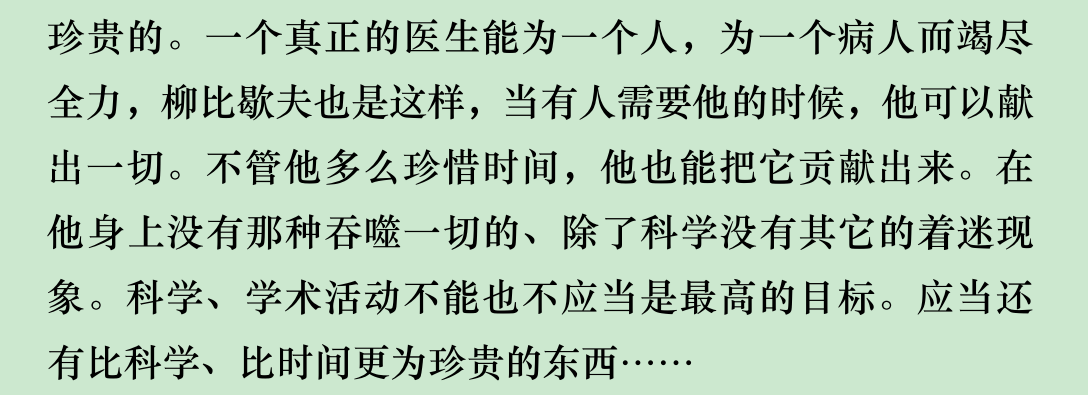 珍贵的。一个真正的医生能为一个人，为一个病人而竭尽
全力，柳比歇夫也是这样，当有人需要他的时候，他可以献
出一切。不管他多么珍惜时间，他也能把它贡献出来。在
他身上没有那种吞噬一切的、除了科学没有其它的着迷现
象。科学、学术活动不能也不应当是最高的目标。应当还
有比科学、比时间更为珍贵的东西……